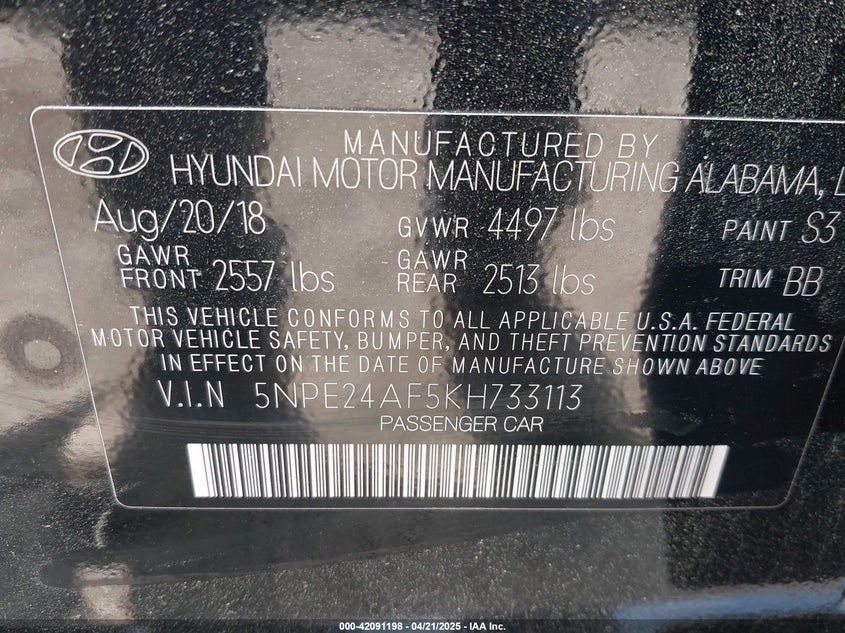 MANUFACTURED BY
HYUNDAI MOTOR MANUFACTURING ALABAMA,
Aug/20/18 GVWR 4497 lbs PAINT S3
GAWR FRONT 2557 lbs GAWR REAR 2513 lbs TRIM BB
THIS VEHICLE CONFORMS TO ALL APPLICABLE U.S.A. FEDERAL
MOTOR VEHICLE SAFETY, BUMPER, AND THEFT PREVENTION STANDARDS
IN EFFECT ON THE DATE OF MANUFACTURE SHOWN ABOVE
V.I.N 5NPE24AF5KH733113
PASSENGER CAR
000-42091198 - 04/21/2025 - IAA Inc.